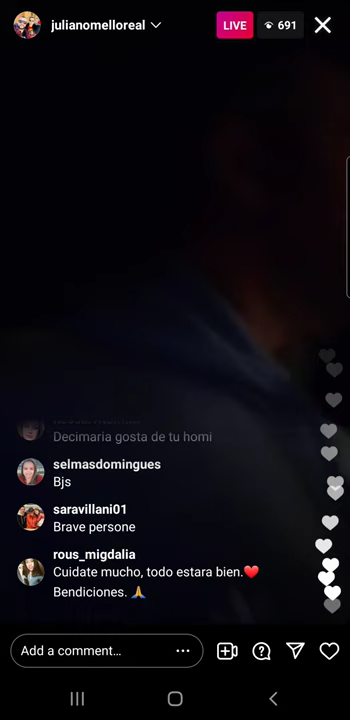 julianomelloreal
LIVE
691
Decimaria gosta de tu homi
selmasdomingues
Bjs
saravillani01
Brave persone
rous_migdalia
Cuidate mucho, todo estara bien.❤️
Bendiciones. 🙏
Add a comment...